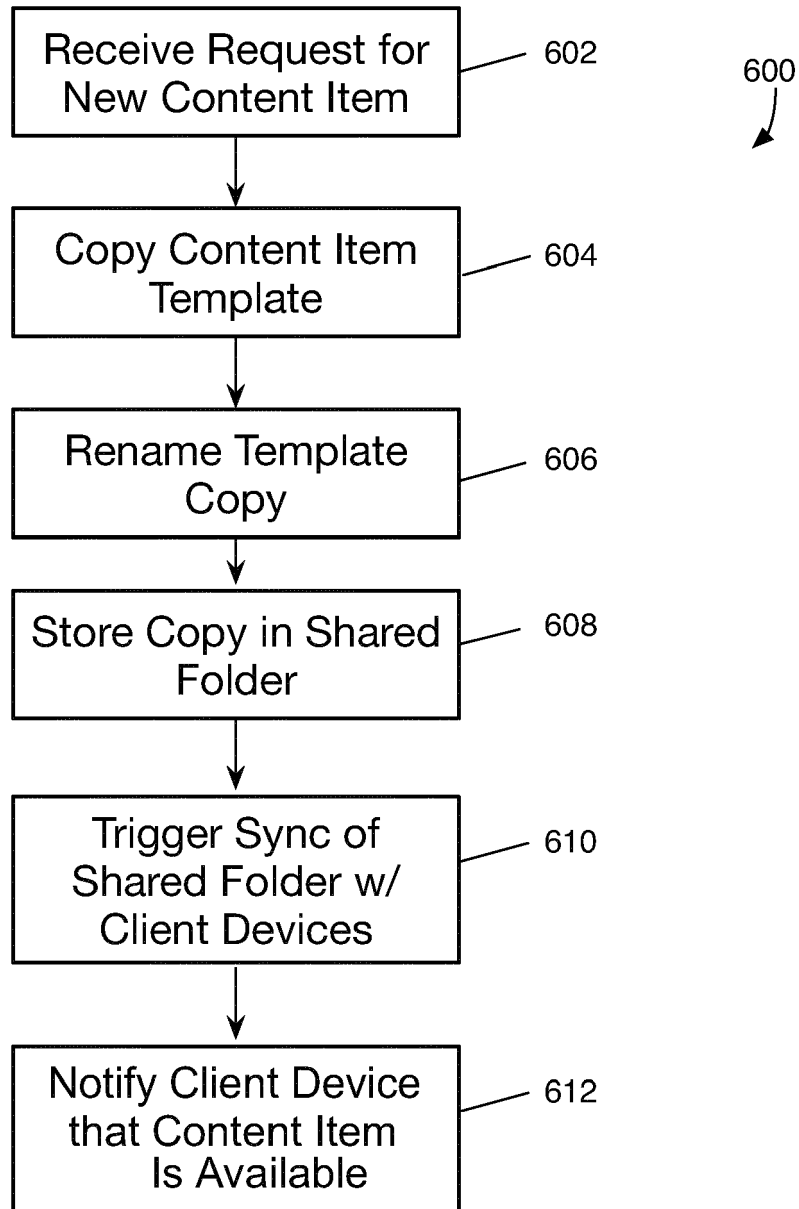 Receive Request for
New Content Item
602
600
Copy Content Item
Template
604
Rename Template
Copy
606
Store Copy in Shared
Folder
608
Trigger Sync of
Shared Folder w/
Client Devices
610
Notify Client Device
that Content Item
Is Available
612